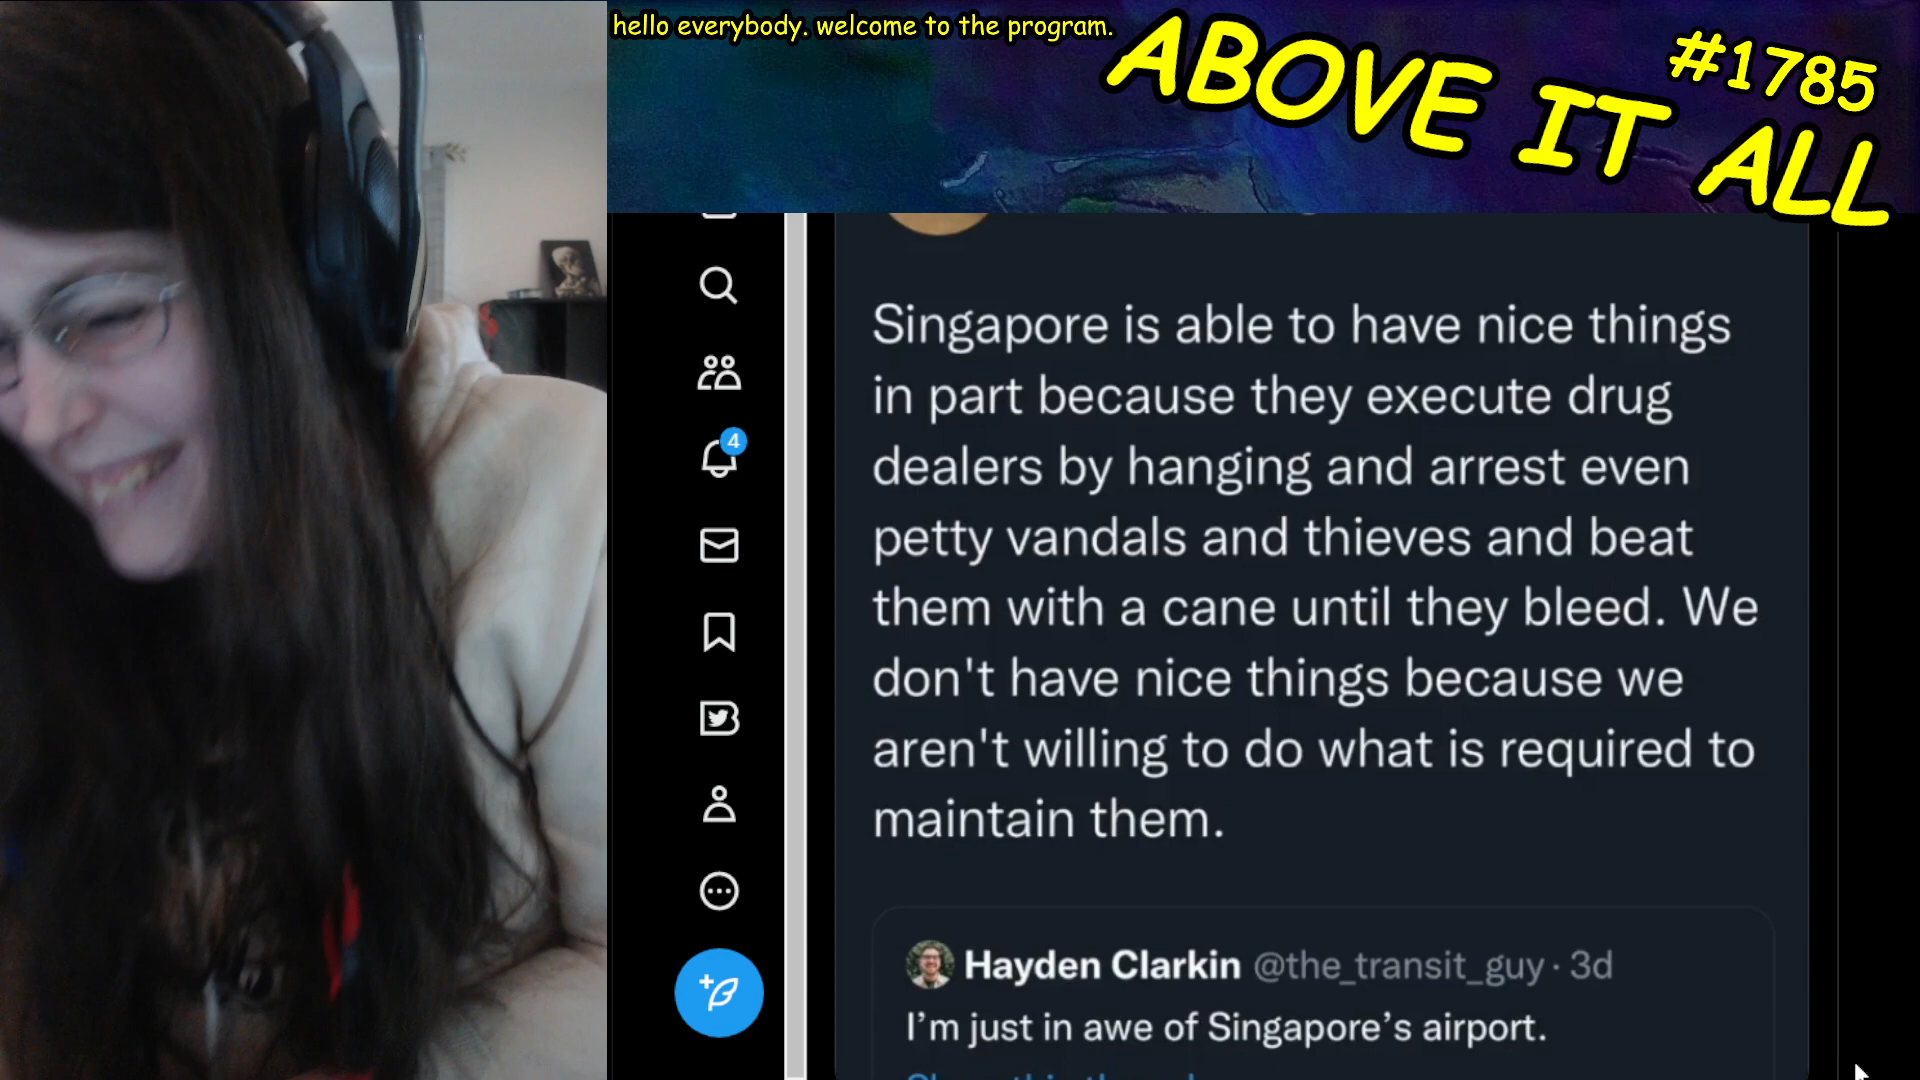 hello everybody. welcome to the program.
ABOVE IT ALL
#1785
4
Singapore is able to have nice things
in part because they execute drug
dealers by hanging and arrest even
petty vandals and thieves and beat
them with a cane until they bleed. We
don't have nice things because we
aren't willing to do what is required to
maintain them.
Hayden Clarkin @the_transit_guy · 3d
I'm just in awe of Singapore's airport.